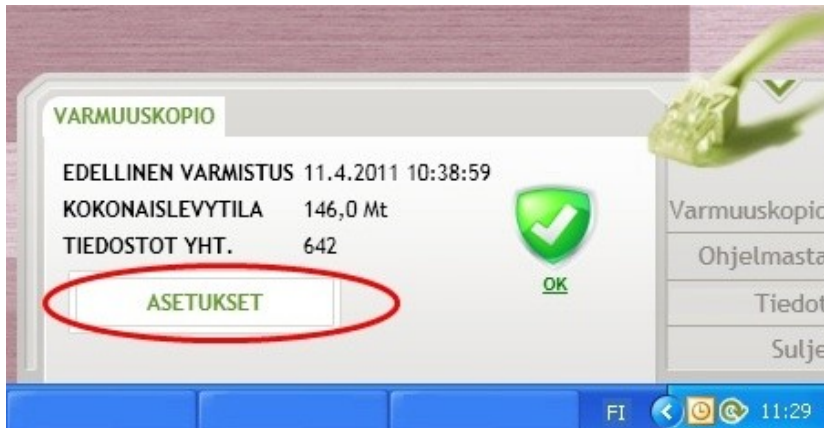 VARMUUSKOPIO
EDELLINEN VARMISTUS 11.4.2011 10:38:59
KOKONAISLEVYTILA 146,0 Mt
TIEDOSTOT YHT. 642
OK
ASETUKSET
Varmuuskopio
Ohjelmasta
Tiedot
Sulje
FI 11:29